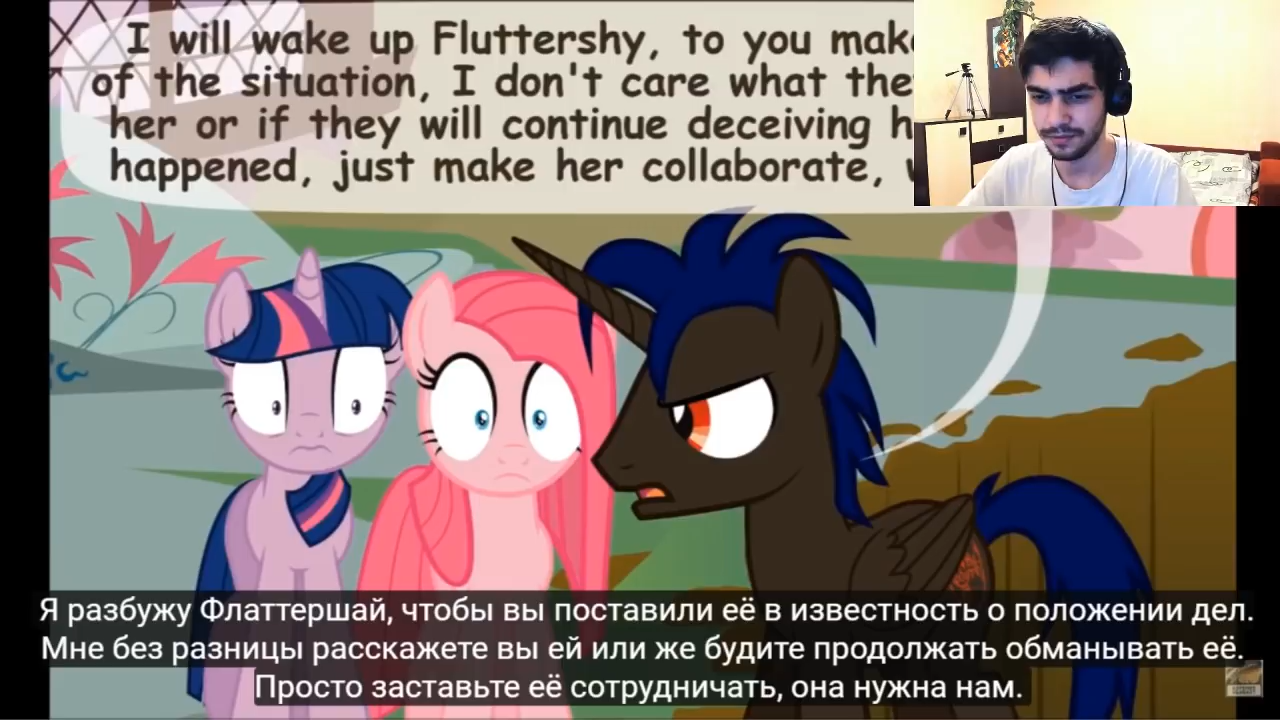 I will wake up Fluttershy, to you make
of the situation, I don't care what the
her or if they will continue deceiving h
happened, just make her collaborate,
Я разбужу Флаттершай, чтобы вы поставили её в известность о положении дел.
Мне без разницы расскажете вы ей или же будите продолжать обманывать её.
Просто заставьте её сотрудничать, она нужна нам.